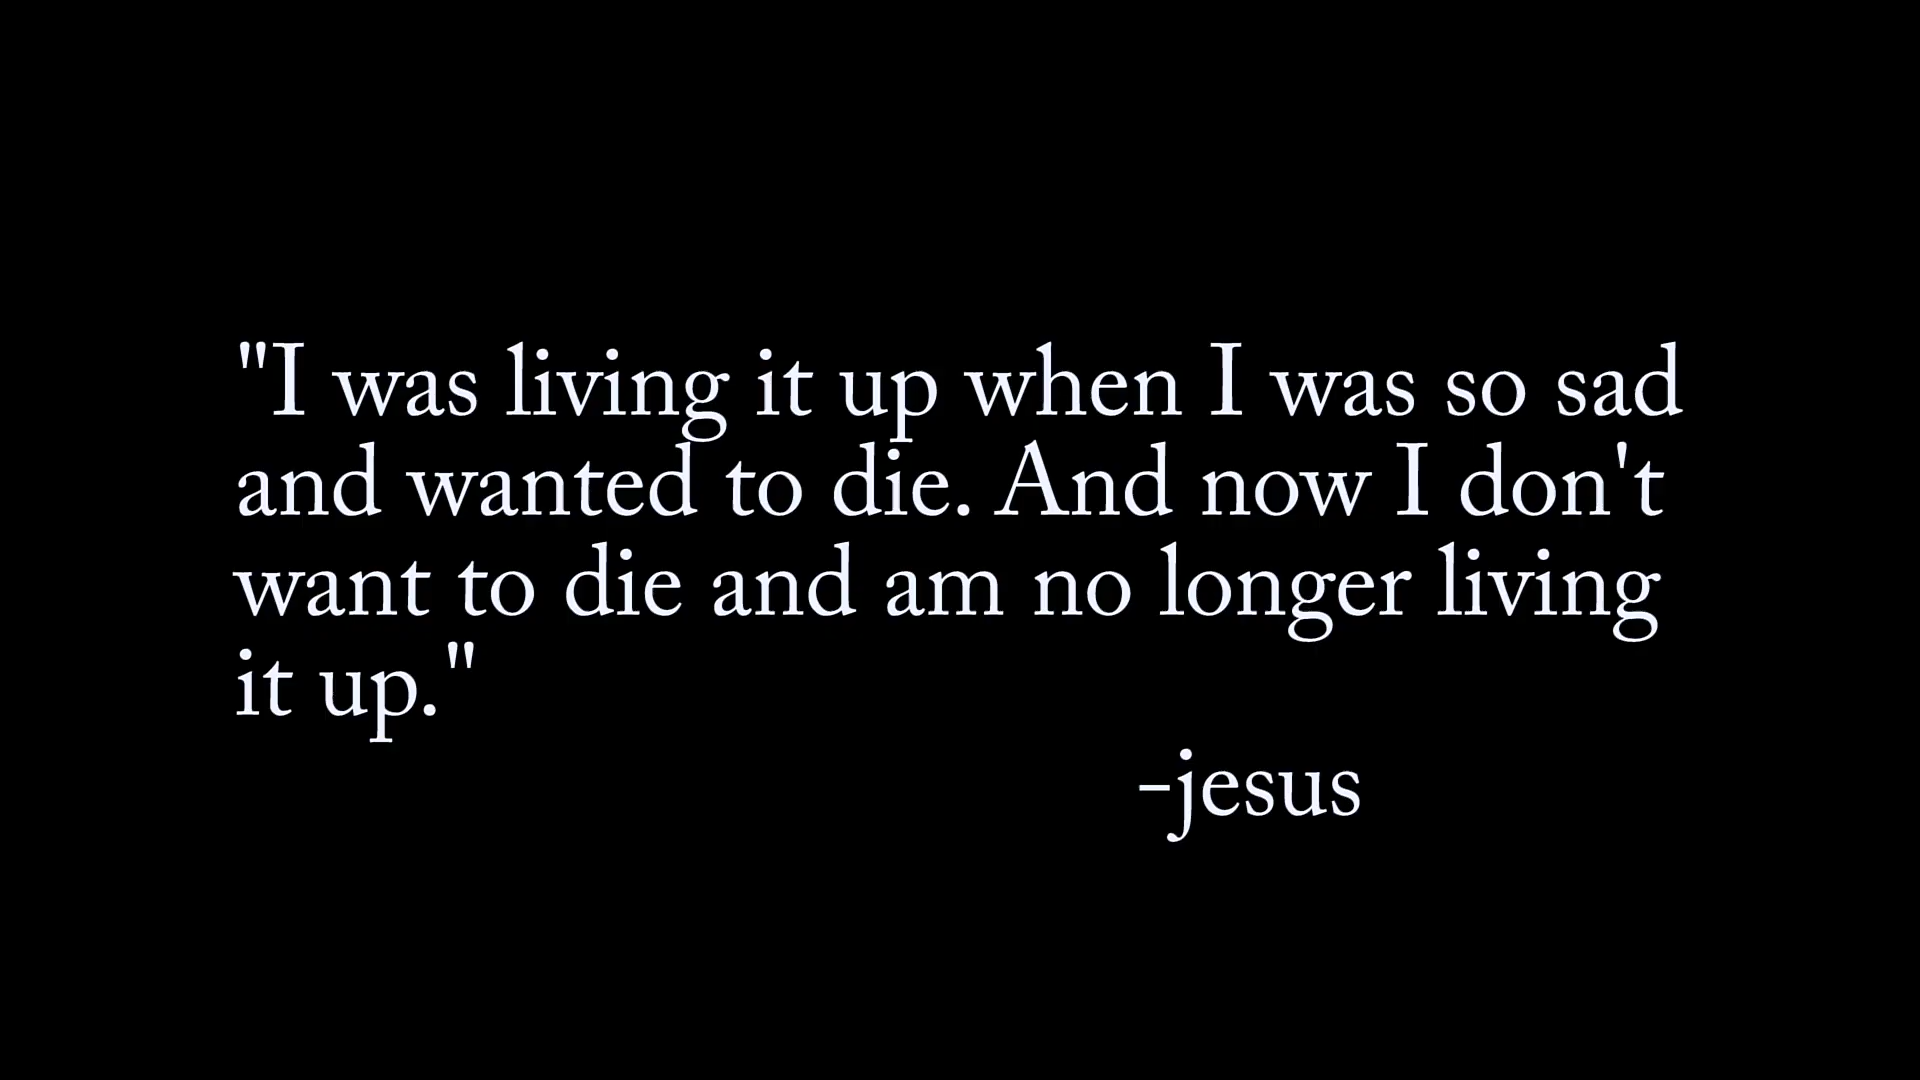 "I was living it up when I was so sad
and wanted to die. And now I don't
want to die and am no longer living
it up."
-jesus